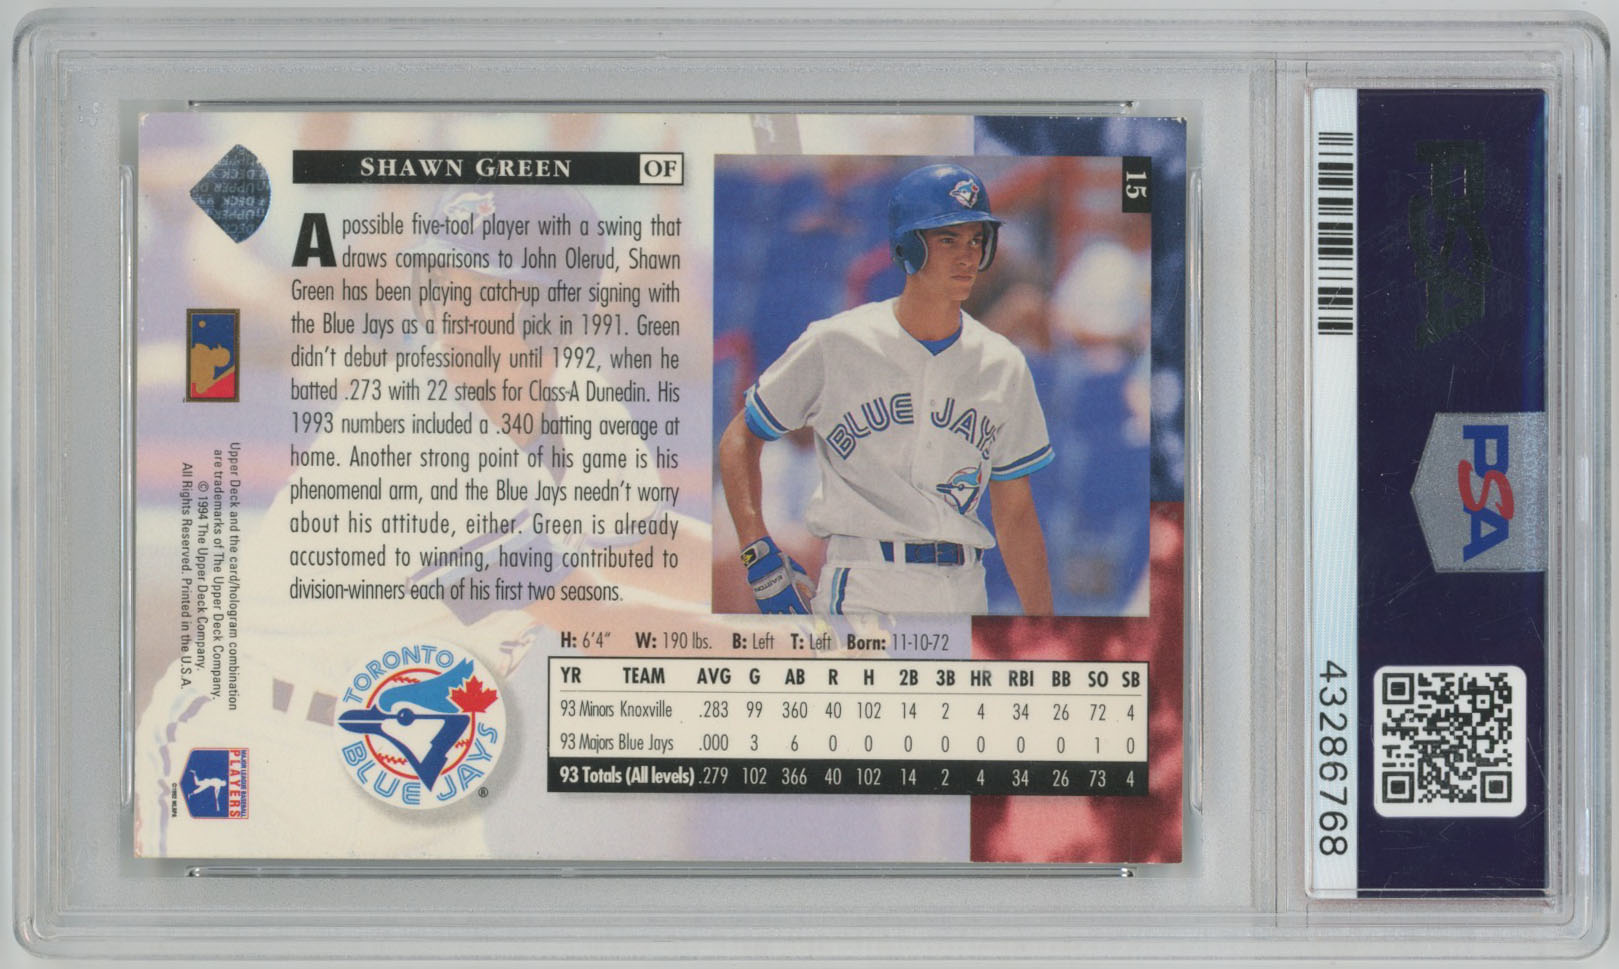 SHAWN GREEN OF
15
A possible five-tool player with a swing that
draws comparisons to John Olerud, Shawn
Green has been playing catch-up after signing with
the Blue Jays as a first-round pick in 1991. Green
didn't debut professionally until 1992, when he
batted .273 with 22 steals for Class-A Dunedin. His
1993 numbers included a .340 batting average at
home. Another strong point of his game is his
phenomenal arm, and the Blue Jays needn't worry
about his attitude, either. Green is already
accustomed to winning, having contributed to
division-winners each of his first two seasons.
BLUE JAYS
EASTON
H: 6'4" W: 190 lbs. B: Left T: Left Born: 11-10-72
YR TEAM AVG G AB R H 2B 3B HR RBI BB SO SB
93 Minors Knoxville .283 99 360 40 102 14 2 4 34 26 72 4
93 Majors Blue Jays .000 3 6 0 0 0 0 0 0 0 1 0
93 Totals (All levels) .279 102 366 40 102 14 2 4 34 26 73 4
TORONTO
BLUE JAYS
®
Upper Deck and the card/hologram combination
are trademarks of The Upper Deck Company.
© 1994 The Upper Deck Company.
All Rights Reserved. Printed in the U.S.A.
MAJOR LEAGUE BASEBALL
PLAYERS
©1992 MLBPA
PSA
PSA
43286768